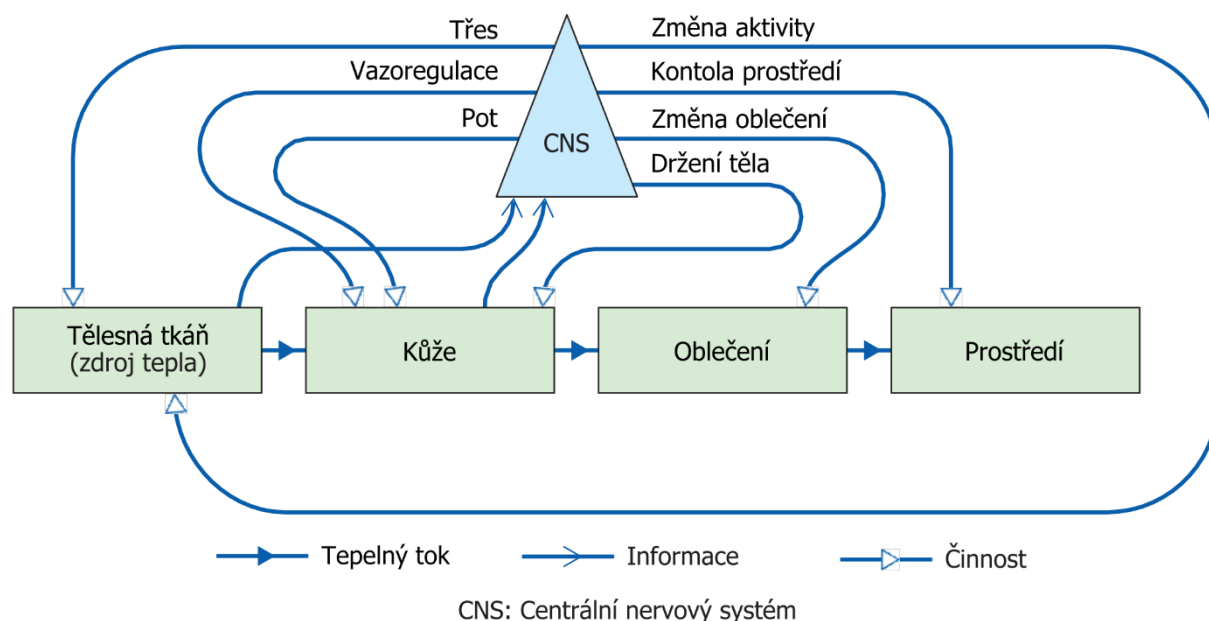 Třes
Změna aktivity
Vazoregulace
Kontola prostředí
Pot
Změna oblečení
CNS
Držení těla
Tělesná tkáň
(zdroj tepla)
Kůže
Oblečení
Prostředí
Tepelný tok
Informace
Činnost
CNS: Centrální nervový systém